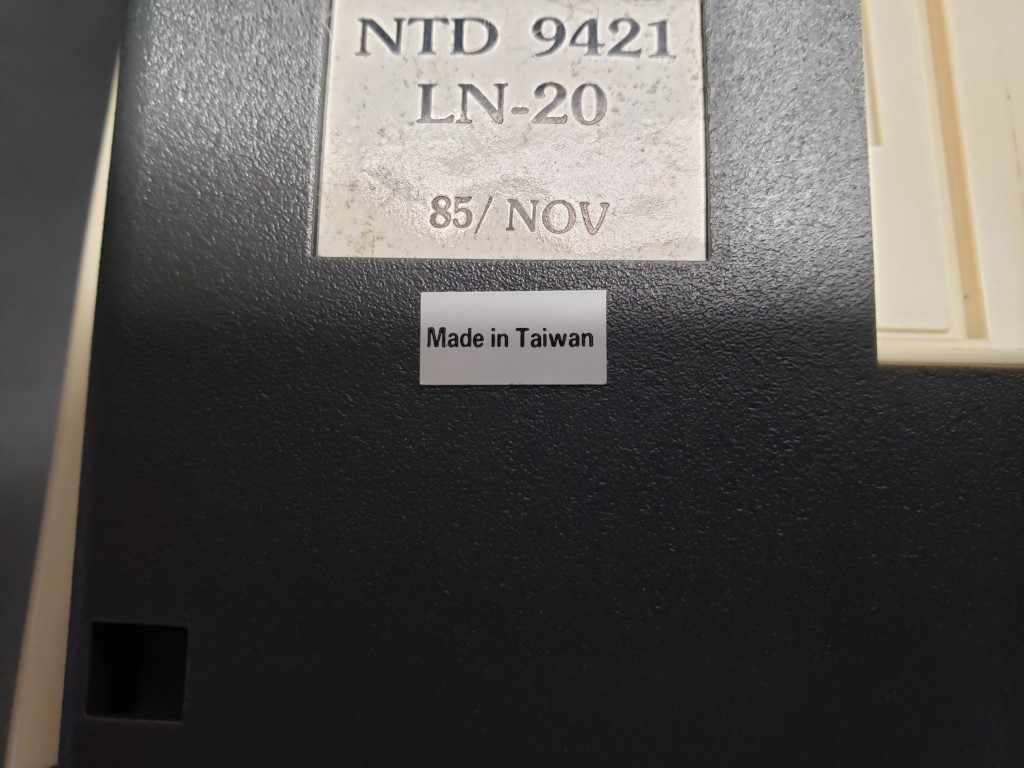 NTD 9421
LN-20
85/ NOV
Made in Taiwan